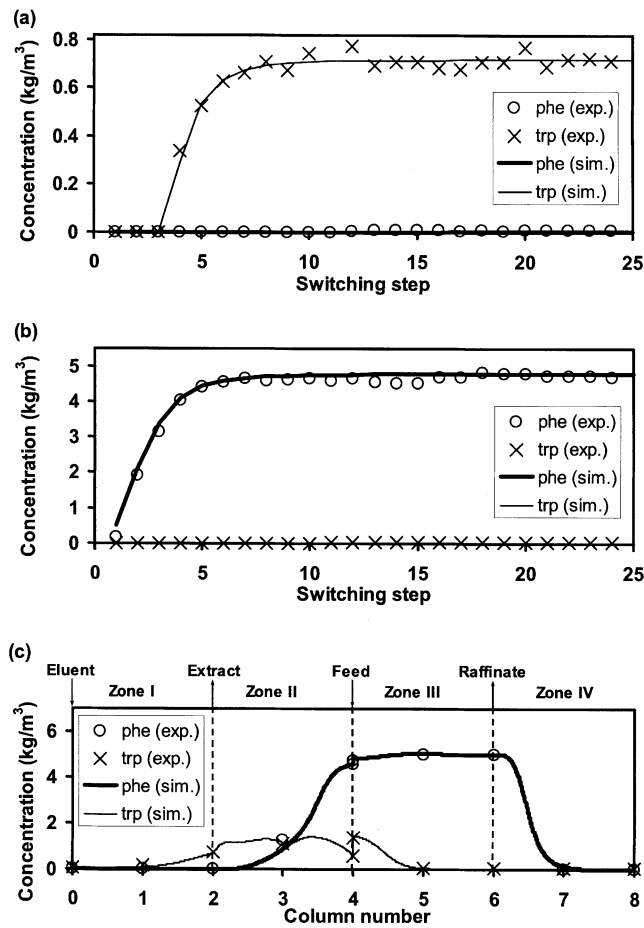 (a)
Concentration (kg/m³)
0.8
0.6
0.4
0.2
0
0 5 10 15 20 25
Switching step
phe (exp.)
trp (exp.)
phe (sim.)
trp (sim.)
(b)
Concentration (kg/m³)
5
4
3
2
1
0
0 5 10 15 20 25
Switching step
phe (exp.)
trp (exp.)
phe (sim.)
trp (sim.)
(c)
Eluent Extract Feed Raffinate
Zone I Zone II Zone III Zone IV
Concentration (kg/m³)
6
4
2
0
phe (exp.)
trp (exp.)
phe (sim.)
trp (sim.)
0 1 2 3 4 5 6 7 8
Column number